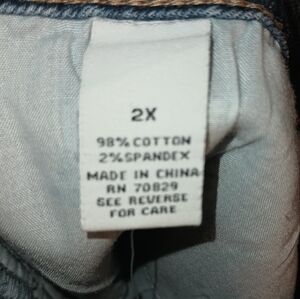 2X
98% COTTON
2% SPANDEX
MADE IN CHINA
RN 70829
SEE REVERSE
FOR CARE